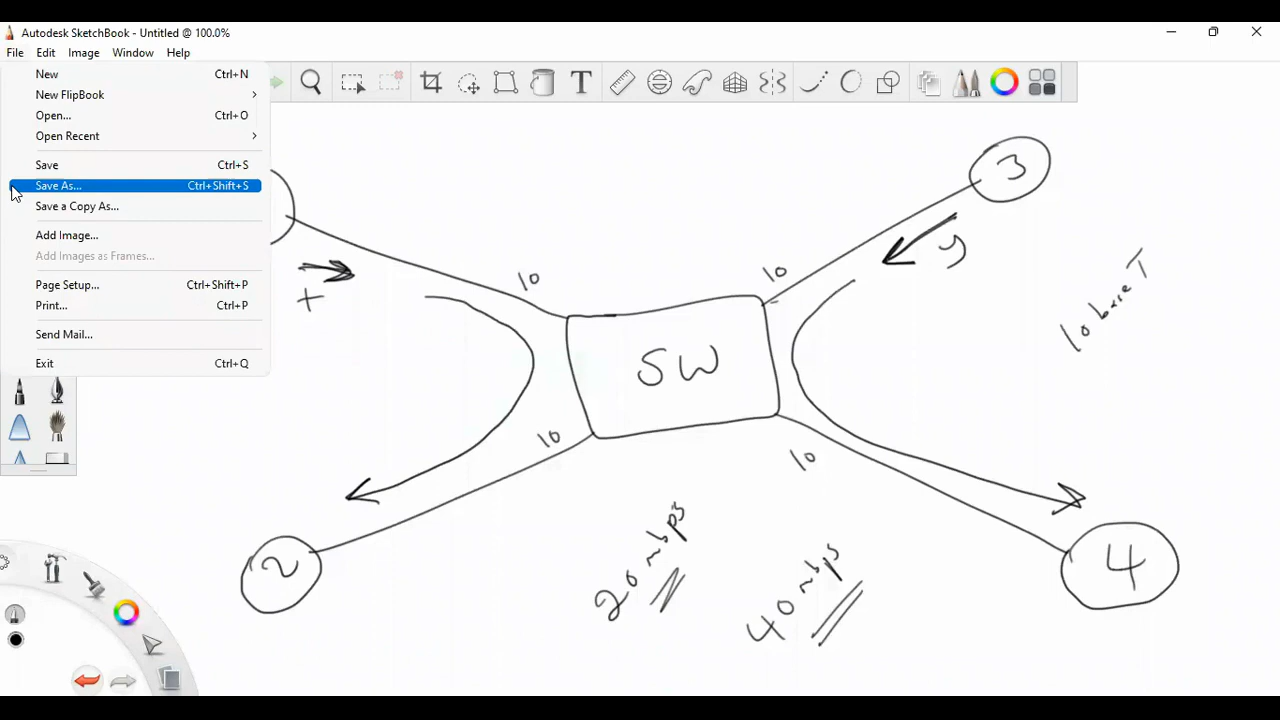 Autodesk SketchBook - Untitled @ 100.0%
File Edit Image Window Help
New Ctrl+N
New FlipBook
Open... Ctrl+O
Open Recent
Save Ctrl+S
Save As... Ctrl+Shift+S
Save a Copy As...
Add Image...
Add Images as Frames...
Page Setup... Ctrl+Shift+P
Print... Ctrl+P
Send Mail...
Exit Ctrl+Q
T
3
y
10
10
10 base T
SW
10
10
2
4
20 mbps
40 mbps